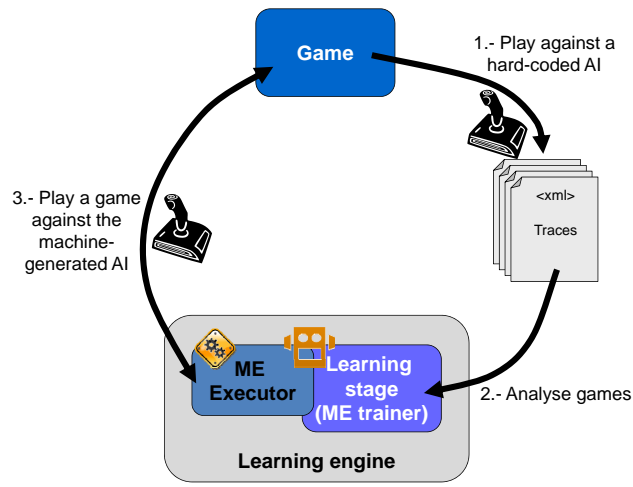 Game
1.- Play against a
hard-coded AI
<xml>
Traces
3.- Play a game
against the
machine-
generated AI
ME
Executor
Learning
stage
(ME trainer)
2.- Analyse games
Learning engine